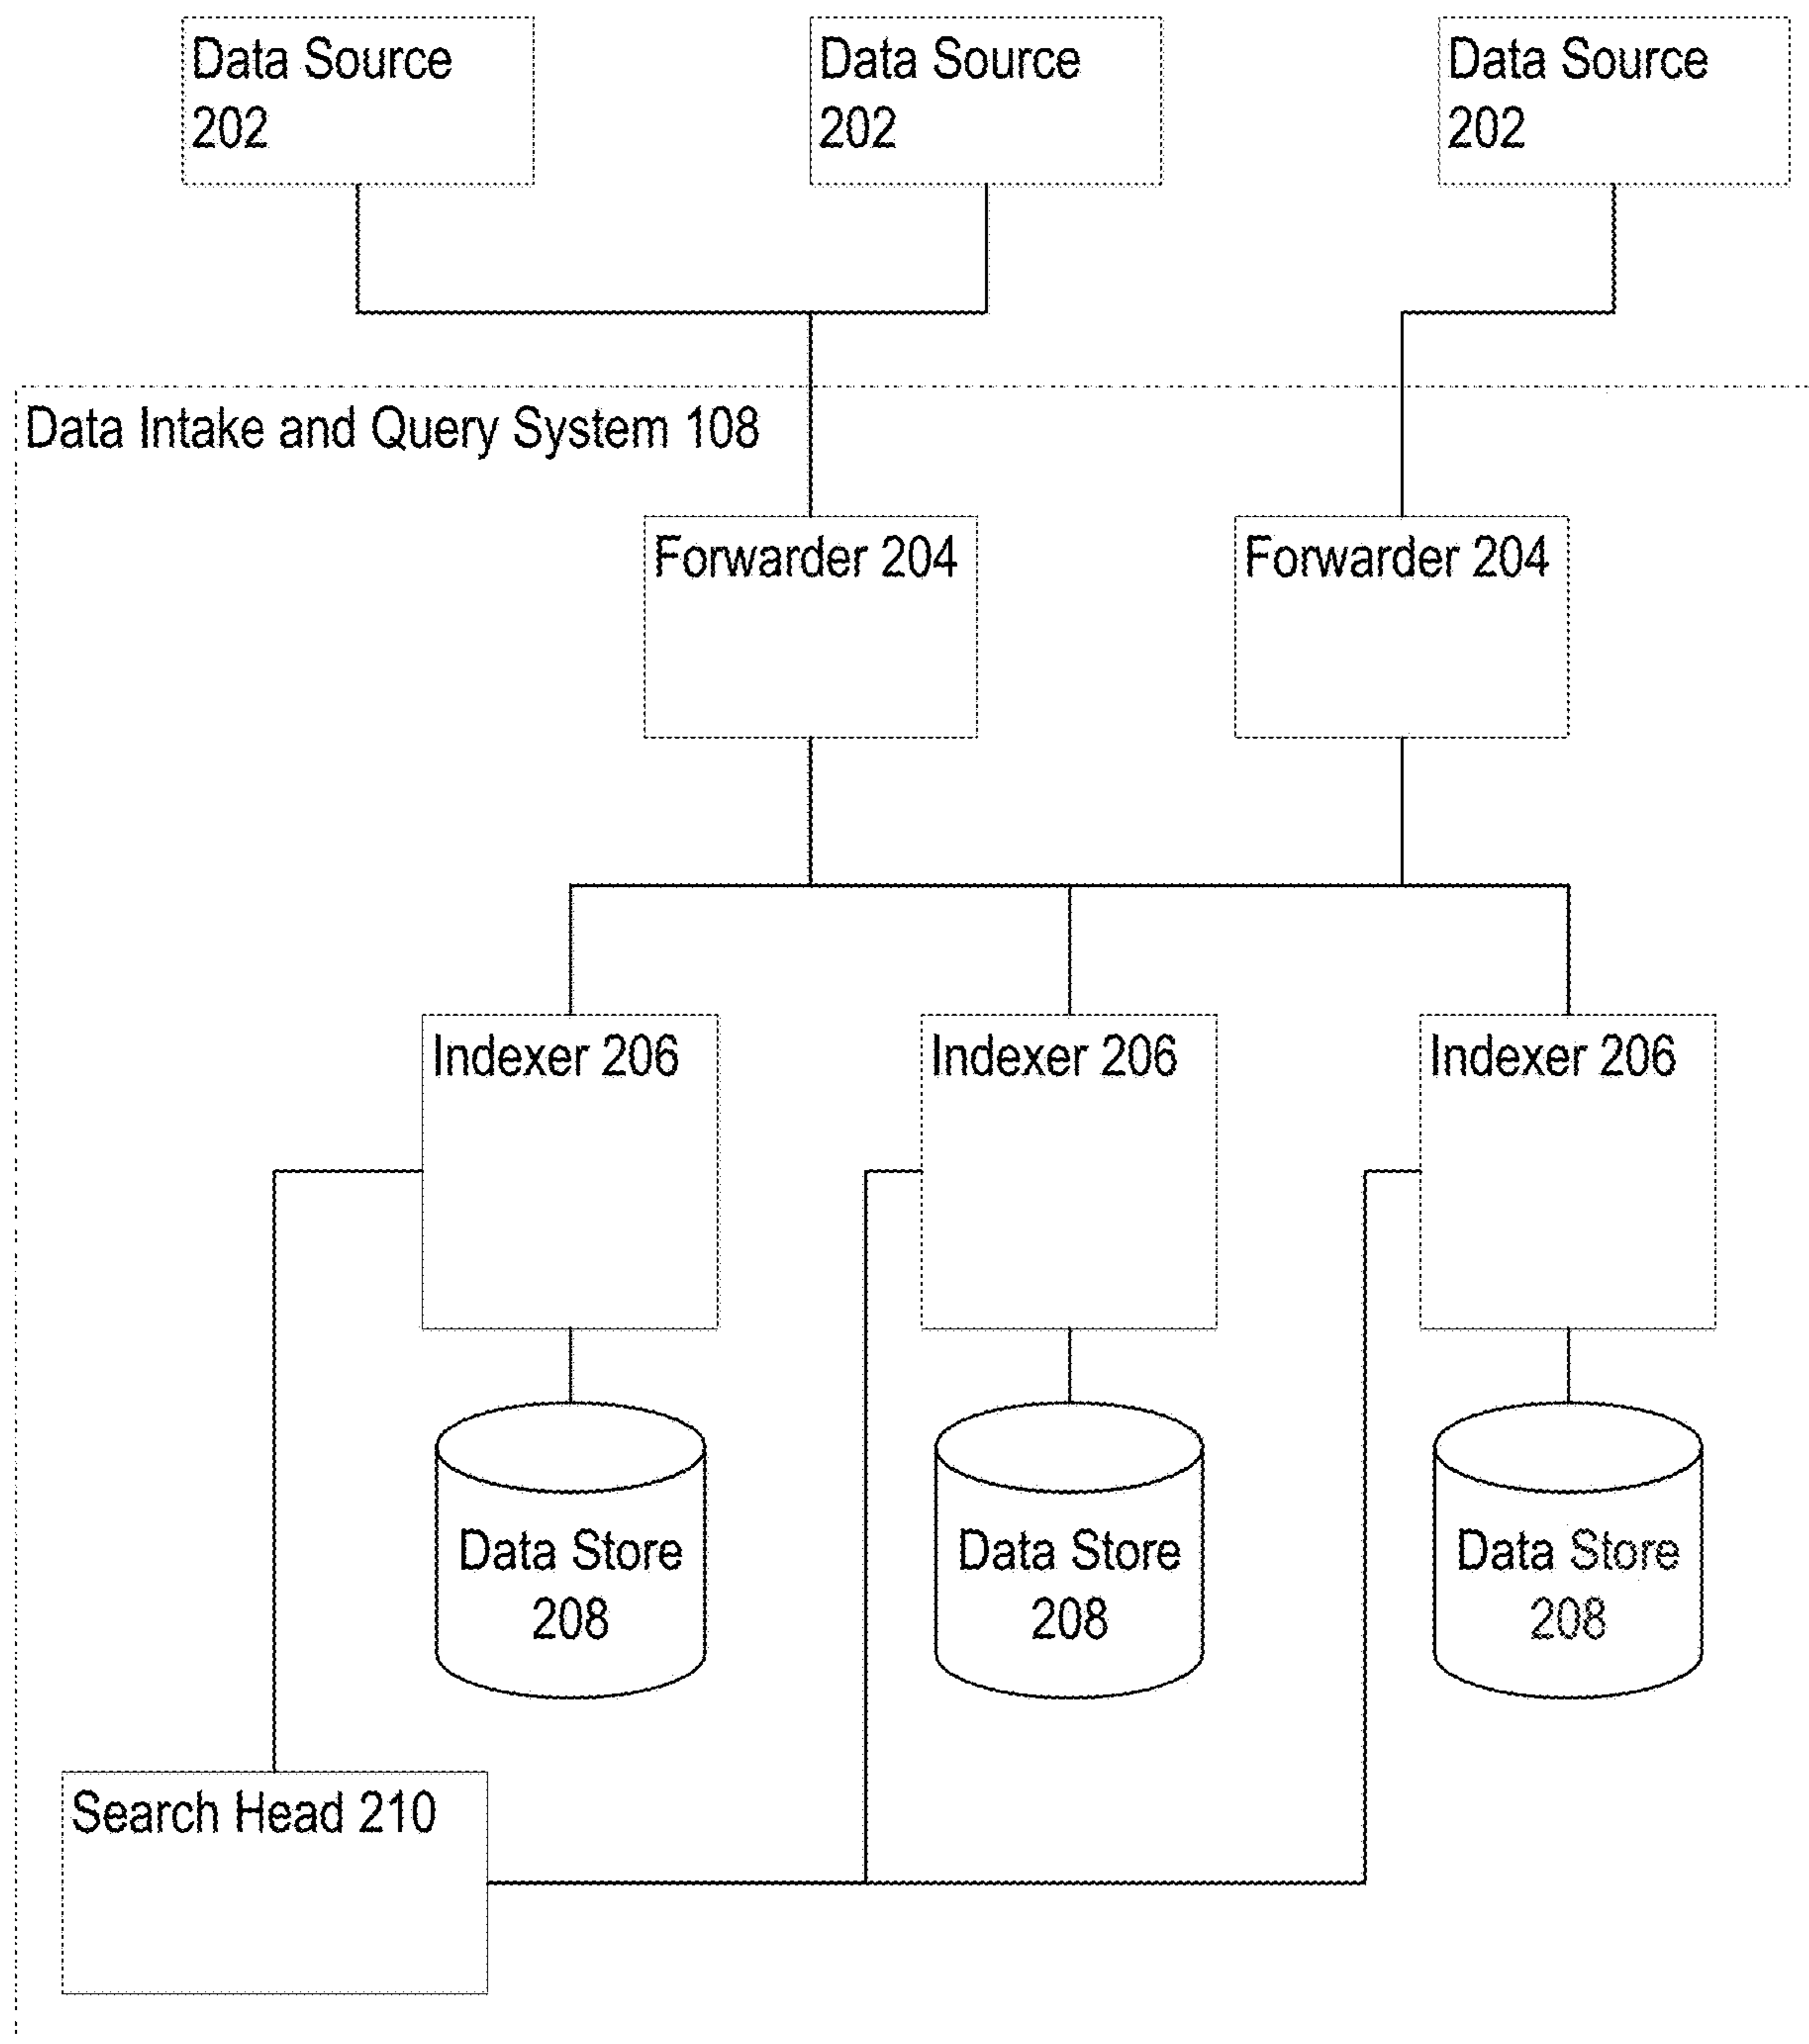 Data Source
202
Data Source
202
Data Source
202
Data Intake and Query System 108
Forwarder 204
Forwarder 204
Indexer 206
Indexer 206
Indexer 206
Data Store
208
Data Store
208
Data Store
208
Search Head 210